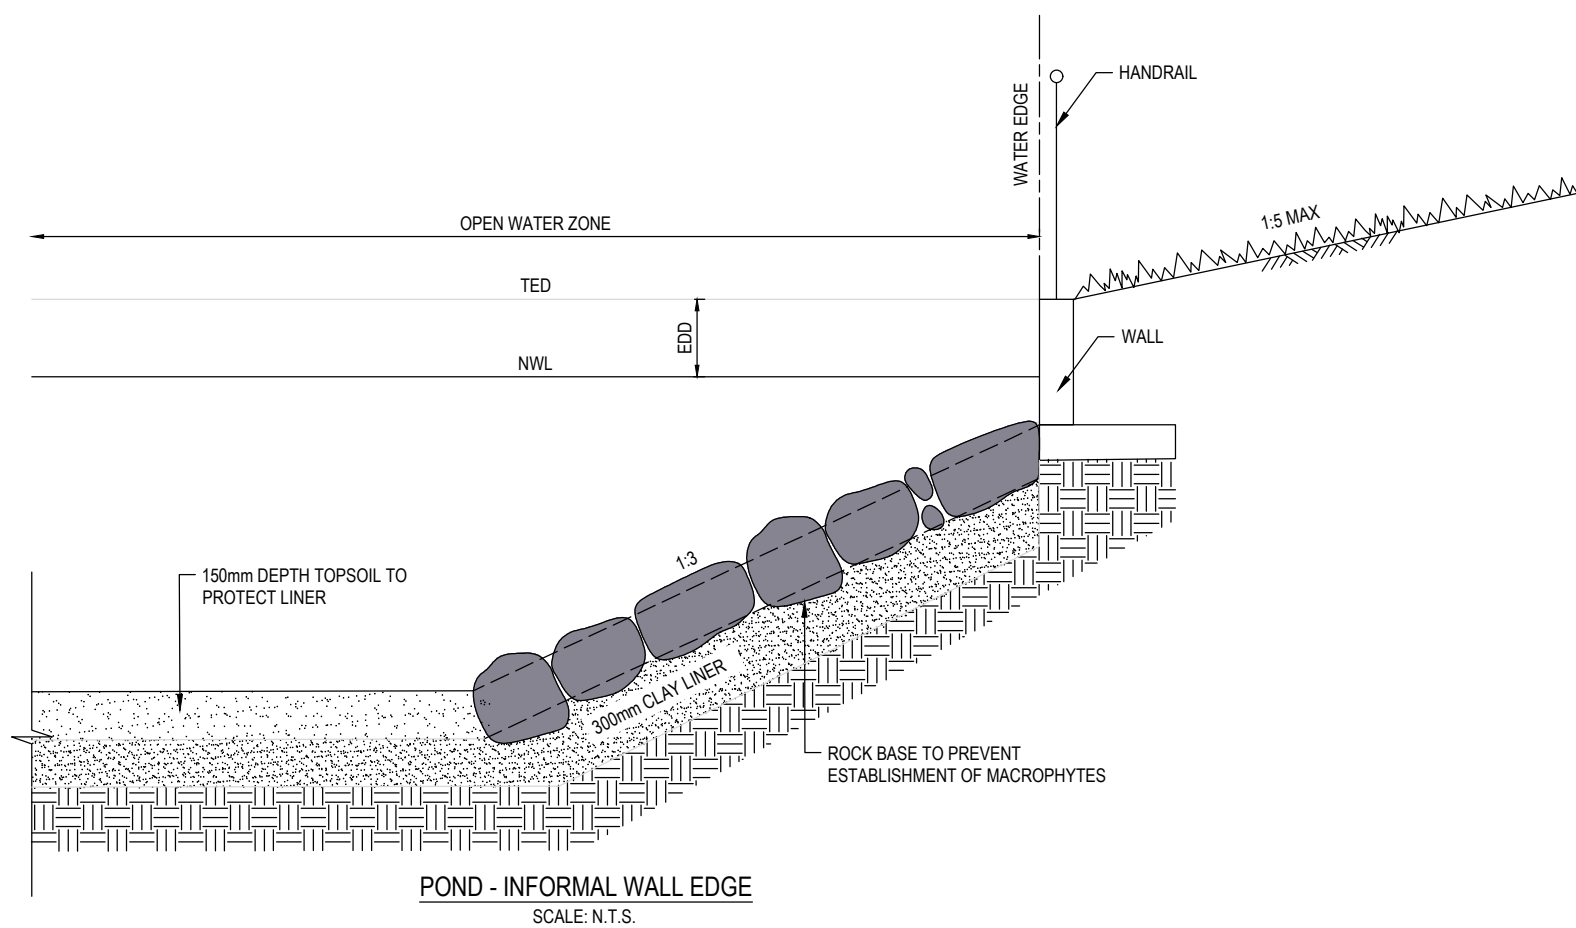 HANDRAIL
WATER EDGE
OPEN WATER ZONE
1:5 MAX
TED
EDD
WALL
NWL
1:3
150mm DEPTH TOPSOIL TO
PROTECT LINER
300mm CLAY LINER
ROCK BASE TO PREVENT
ESTABLISHMENT OF MACROPHYTES
POND - INFORMAL WALL EDGE
SCALE: N.T.S.